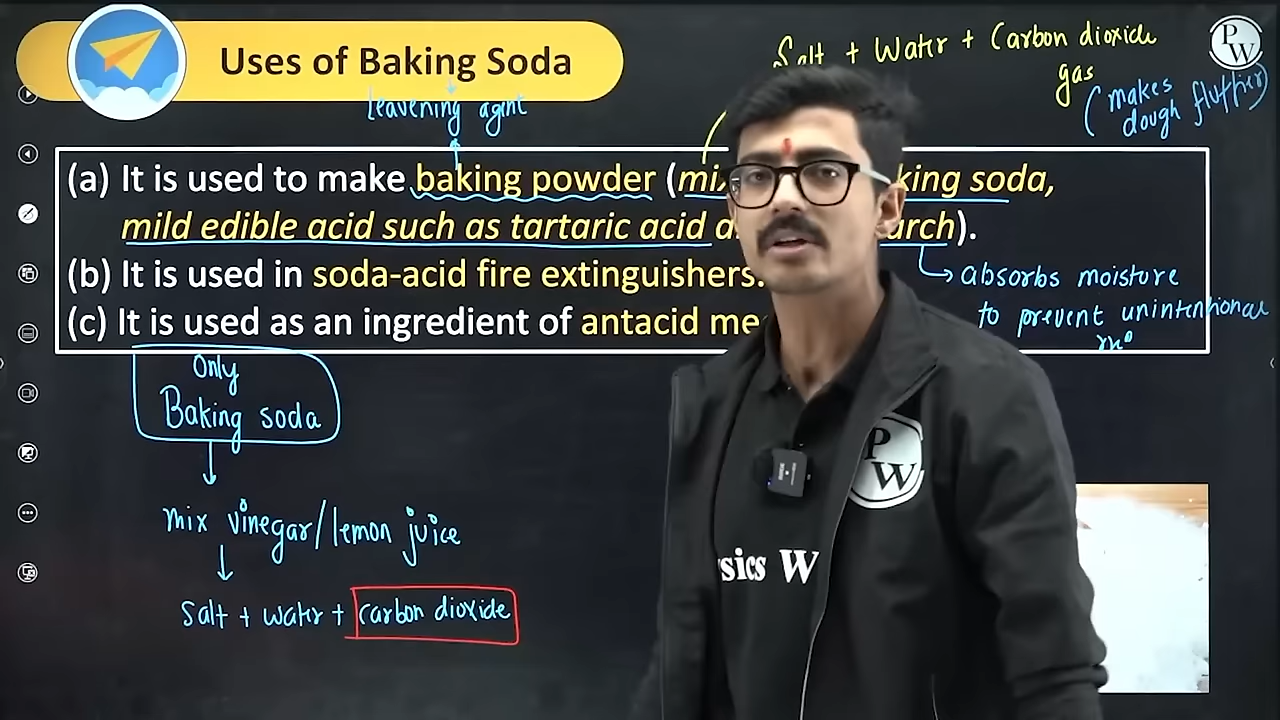 Uses of Baking Soda
Salt + Water + Carbon dioxide
gas
(makes
dough fluffier)
P
W
leavening agent
(a) It is used to make baking powder (mi king soda,
mild edible acid such as tartaric acid a arch).
(b) It is used in soda-acid fire extinguishers.
(c) It is used as an ingredient of antacid me
absorbs moisture
to prevent unintentional
rxn
Only
Baking soda
mix vinegar/lemon juice
Salt + water + carbon dioxide
P
W
sics W